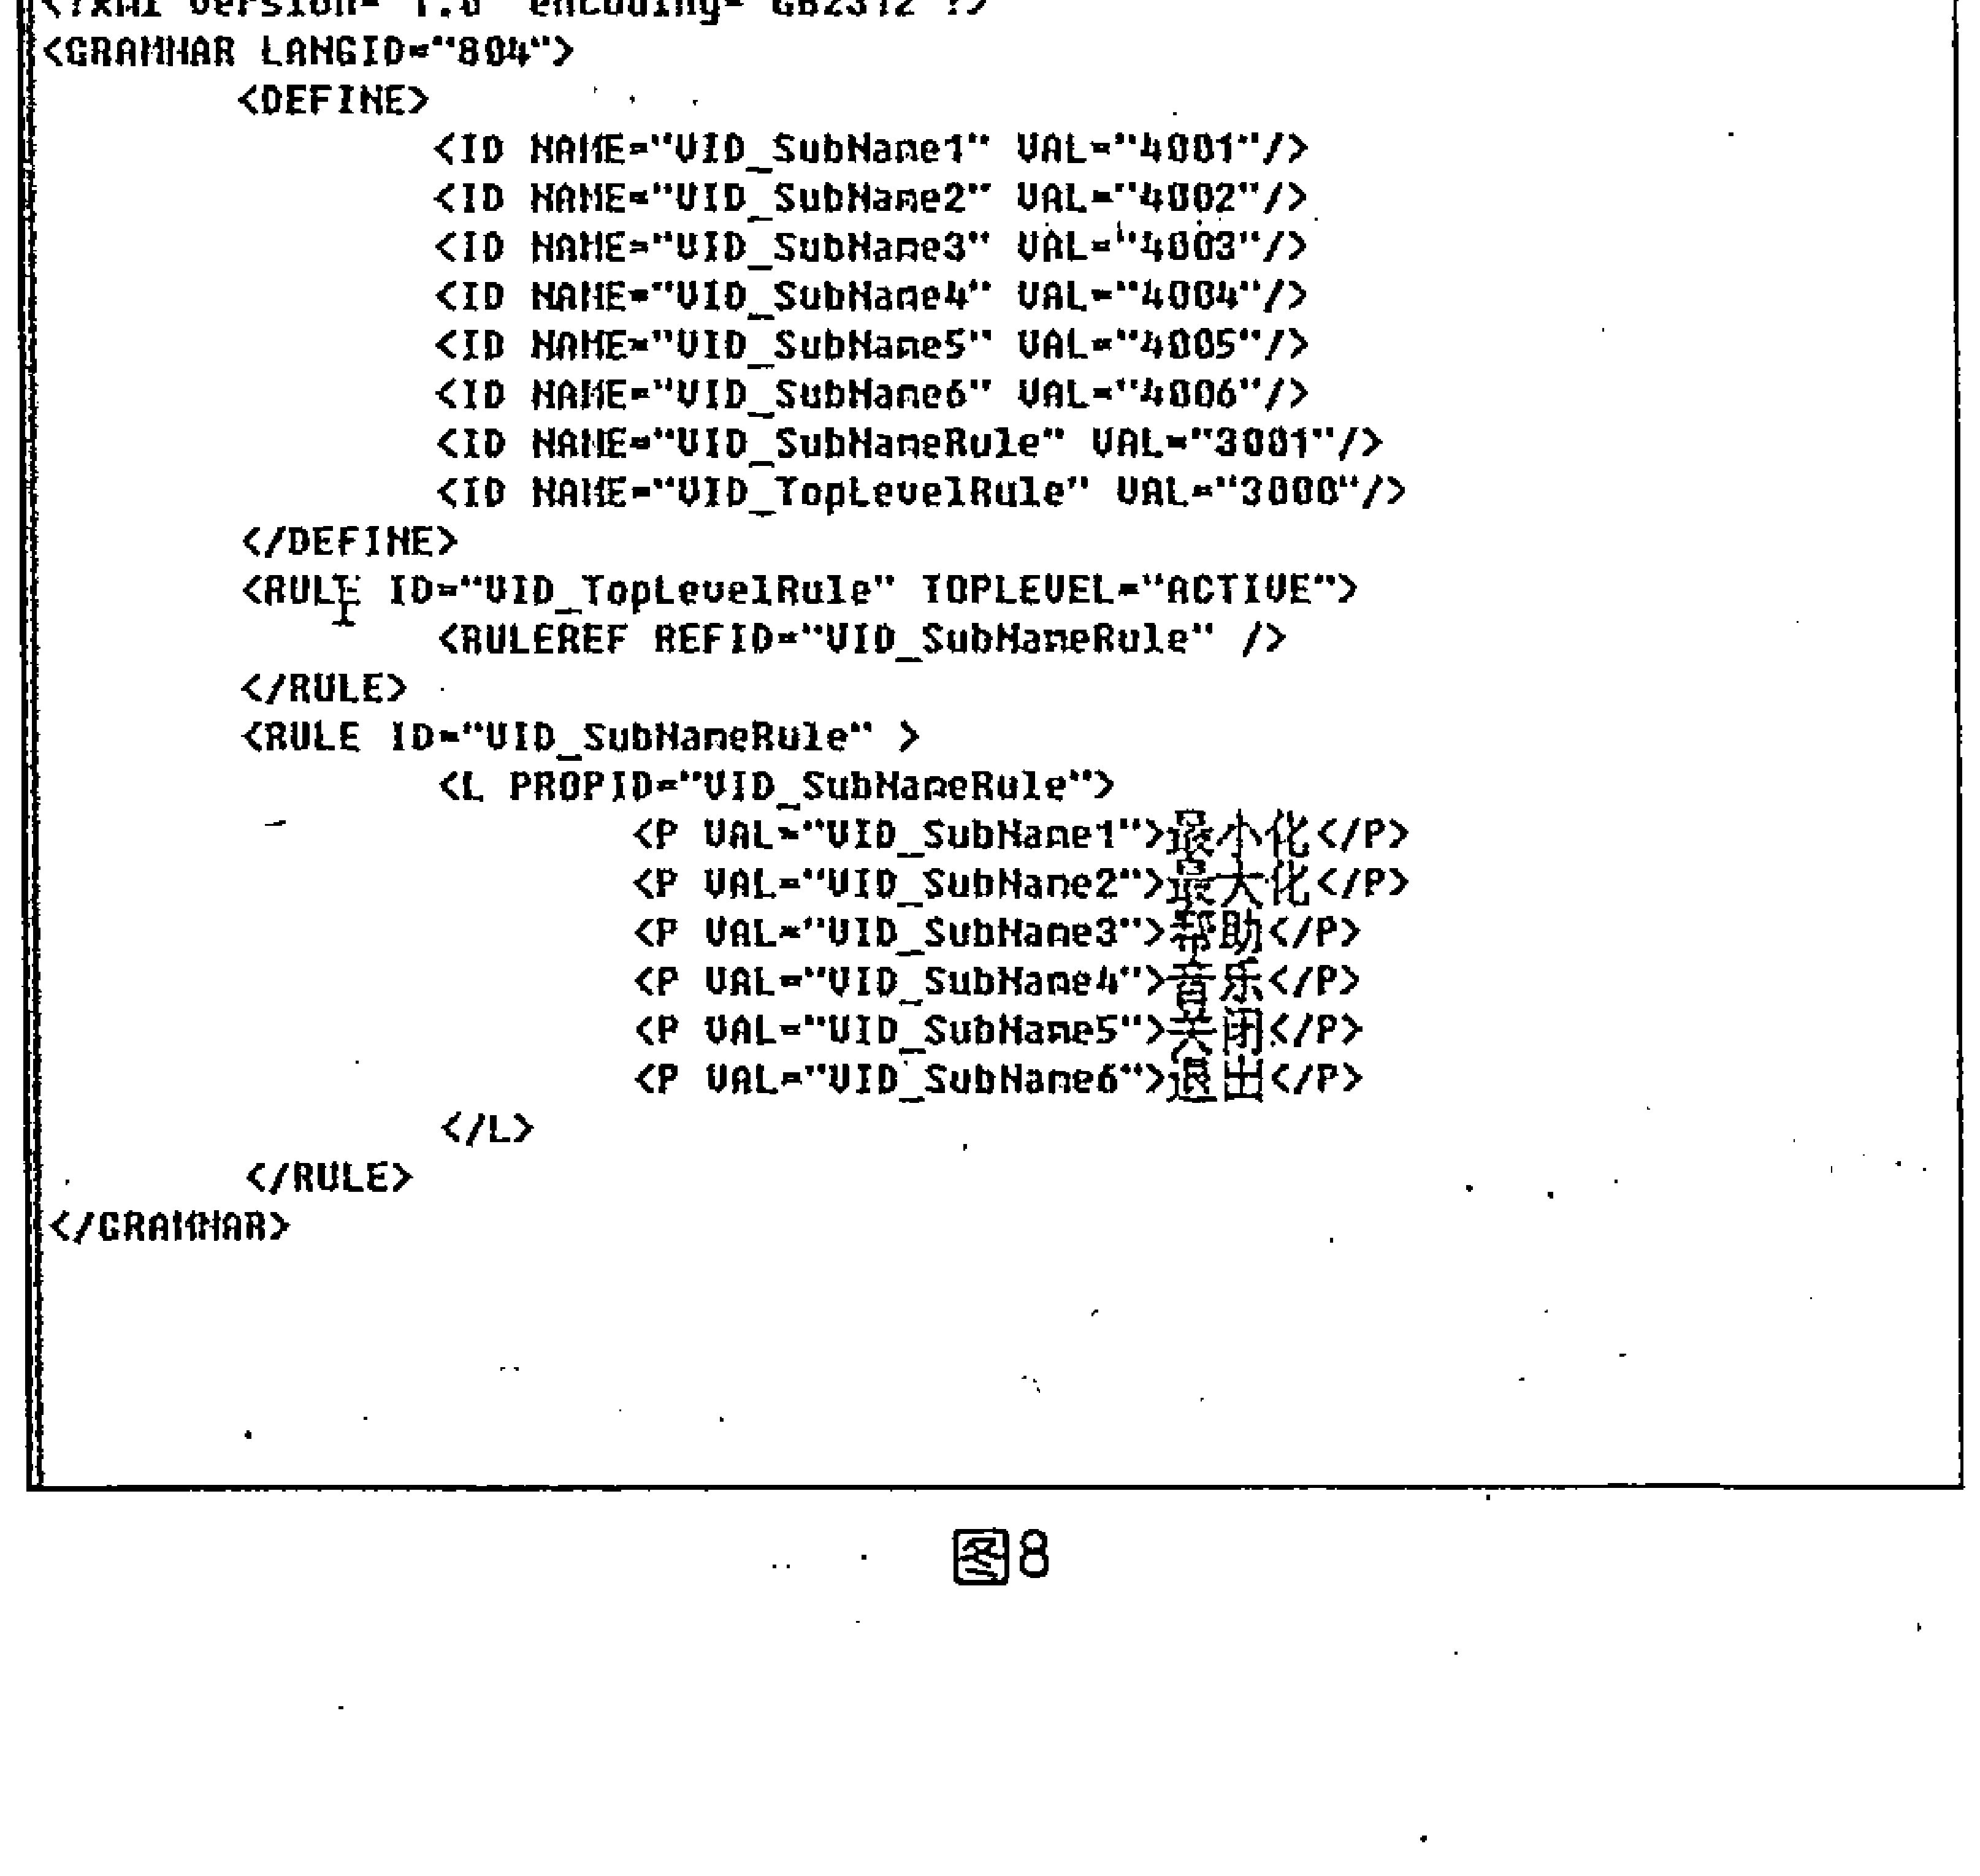 <?xml version="1.0" encoding="GB2312"?>
<GRAMMAR LANGID="804">
<DEFINE>
<ID NAME="VID_SubName1" VAL="4001"/>
<ID NAME="VID_SubName2" VAL="4002"/>
<ID NAME="VID_SubName3" VAL="4003"/>
<ID NAME="VID_SubName4" VAL="4004"/>
<ID NAME="VID_SubName5" VAL="4005"/>
<ID NAME="VID_SubName6" VAL="4006"/>
<ID NAME="VID_SubNameRule" VAL="3001"/>
<ID NAME="VID_TopLevelRule" VAL="3000"/>
</DEFINE>
<RULE ID="VID_TopLevelRule" TOPLEVEL="ACTIVE">
<RULEREF REFID="VID_SubNameRule" />
</RULE>
<RULE ID="VID_SubNameRule" >
<L PROPID="VID_SubNameRule">
<P VAL="VID_SubName1">最小化</P>
<P VAL="VID_SubName2">最大化</P>
<P VAL="VID_SubName3">帮助</P>
<P VAL="VID_SubName4">音乐</P>
<P VAL="VID_SubName5">关闭</P>
<P VAL="VID_SubName6">退出</P>
</L>
</RULE>
</GRAMMAR>
图8